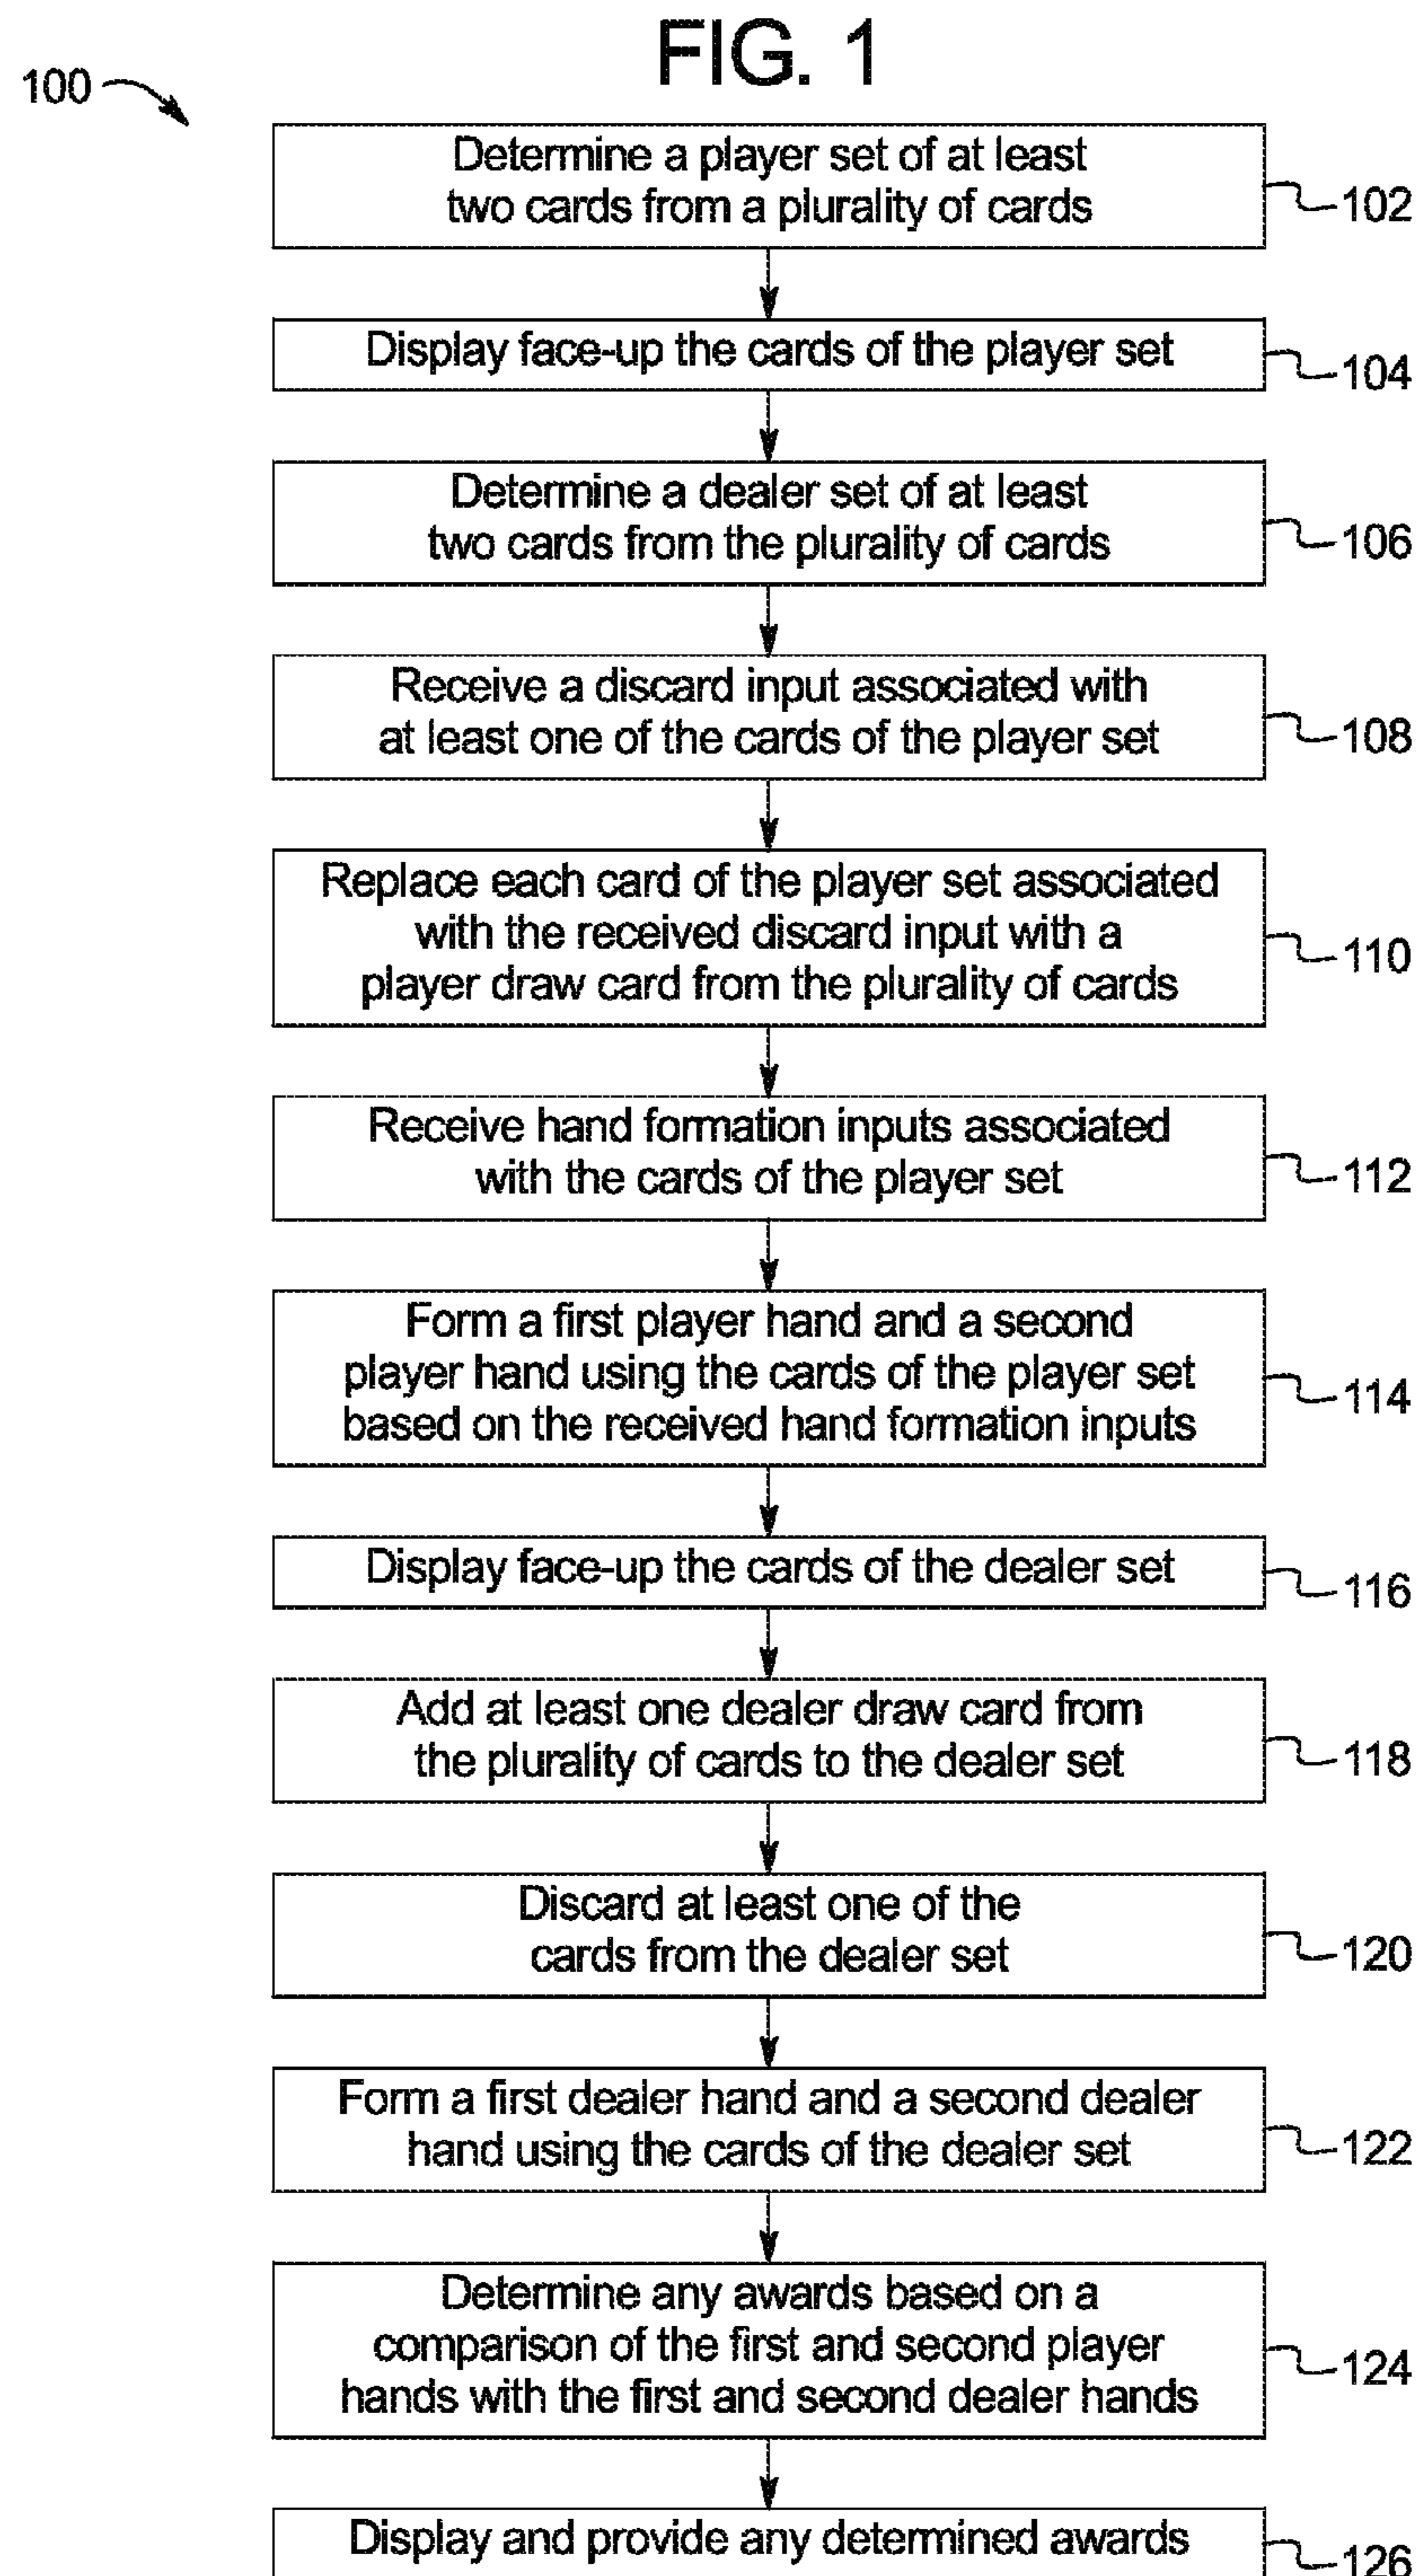 FIG. 1
100
Determine a player set of at least
two cards from a plurality of cards
102
Display face-up the cards of the player set
104
Determine a dealer set of at least
two cards from the plurality of cards
106
Receive a discard input associated with
at least one of the cards of the player set
108
Replace each card of the player set associated
with the received discard input with a
player draw card from the plurality of cards
110
Receive hand formation inputs associated
with the cards of the player set
112
Form a first player hand and a second
player hand using the cards of the player set
based on the received hand formation inputs
114
Display face-up the cards of the dealer set
116
Add at least one dealer draw card from
the plurality of cards to the dealer set
118
Discard at least one of the
cards from the dealer set
120
Form a first dealer hand and a second dealer
hand using the cards of the dealer set
122
Determine any awards based on a
comparison of the first and second player
hands with the first and second dealer hands
124
Display and provide any determined awards
126